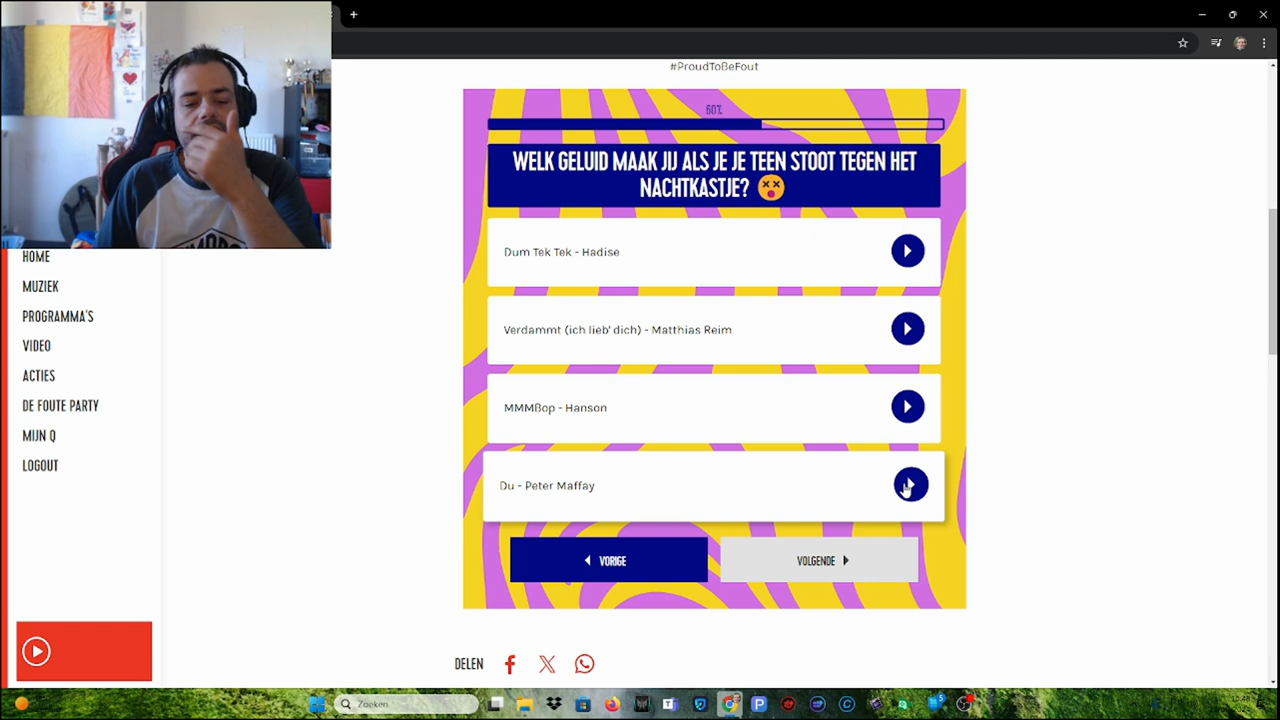 #ProudToBeFout
60%
WELK GELUID MAAK JIJ ALS JE JE TEEN STOOT TEGEN HET
NACHTKASTJE? 😵
Dum Tek Tek - Hadise
Verdammt (ich lieb' dich) - Matthias Reim
MMMBop - Hanson
Du - Peter Maffay
VORIGE
VOLGENDE
DELEN
HOME
MUZIEK
PROGRAMMA'S
VIDEO
ACTIES
DE FOUTE PARTY
MIJN Q
LOGOUT
Zoeken